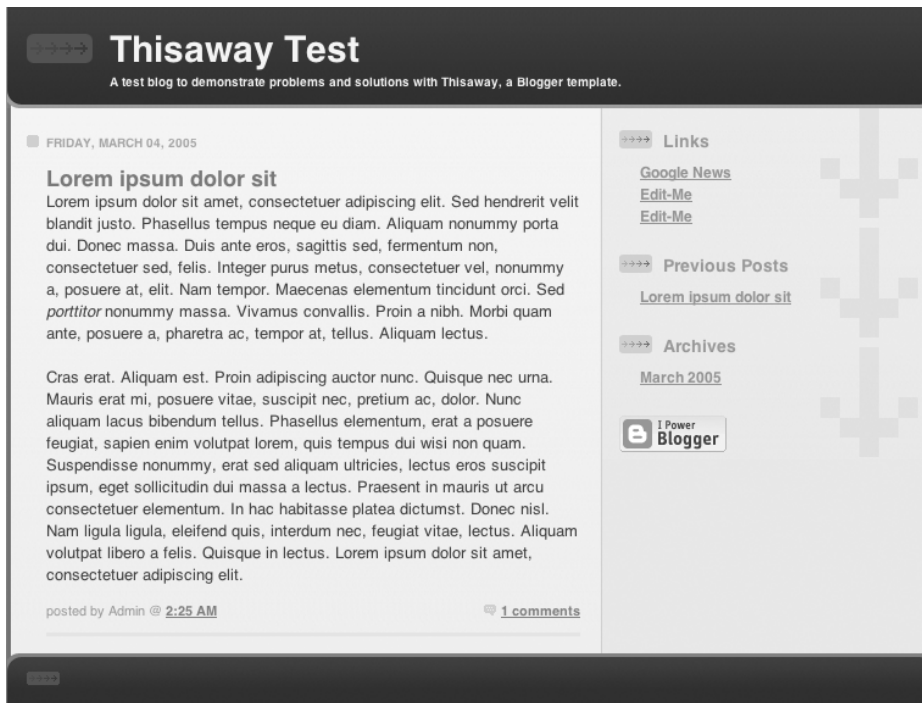 Thisaway Test
A test blog to demonstrate problems and solutions with Thisaway, a Blogger template.
FRIDAY, MARCH 04, 2005
Lorem ipsum dolor sit
Lorem ipsum dolor sit amet, consectetuer adipiscing elit. Sed hendrerit velit
blandit justo. Phasellus tempus neque eu diam. Aliquam nonummy porta
dui. Donec massa. Duis ante eros, sagittis sed, fermentum non,
consectetuer sed, felis. Integer purus metus, consectetuer vel, nonummy
a, posuere at, elit. Nam tempor. Maecenas elementum tincidunt orci. Sed
porttitor nonummy massa. Vivamus convallis. Proin a nibh. Morbi quam
ante, posuere a, pharetra ac, tempor at, tellus. Aliquam lectus.
Cras erat. Aliquam est. Proin adipiscing auctor nunc. Quisque nec urna.
Mauris erat mi, posuere vitae, suscipit nec, pretium ac, dolor. Nunc
aliquam lacus bibendum tellus. Phasellus elementum, erat a posuere
feugiat, sapien enim volutpat lorem, quis tempus dui wisi non quam.
Suspendisse nonummy, erat sed aliquam ultricies, lectus eros suscipit
ipsum, eget sollicitudin dui massa a lectus. Praesent in mauris ut arcu
consectetuer elementum. In hac habitasse platea dictumst. Donec nisl.
Nam ligula ligula, eleifend quis, interdum nec, feugiat vitae, lectus. Aliquam
volutpat libero a felis. Quisque in lectus. Lorem ipsum dolor sit amet,
consectetuer adipiscing elit.
posted by Admin @ 2:25 AM
1 comments
Links
Google News
Edit-Me
Edit-Me
Previous Posts
Lorem ipsum dolor sit
Archives
March 2005
I Power
Blogger